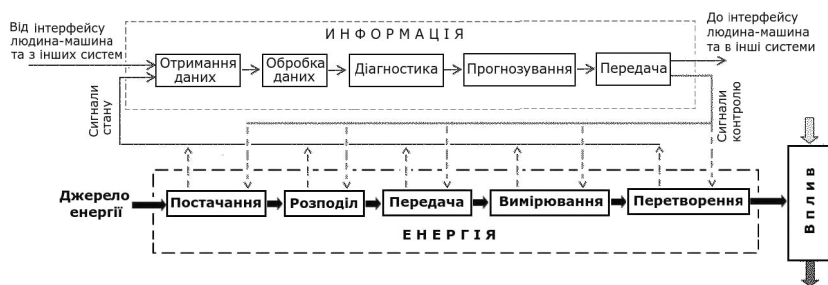 Від інтерфейсу
людина-машина
та з інших систем
ИНФОРМАЦІЯ
До інтерфейсу
людина-машина
та в інші системи
Отримання
даних
Обробка
даних
Діагностика
Прогнозування
Передача
Сигнали
стану
Сигнали
контролю
Джерело
енергії
Постачання
Розподіл
Передача
Вимірювання
Перетворення
ЕНЕРГІЯ
Вплив